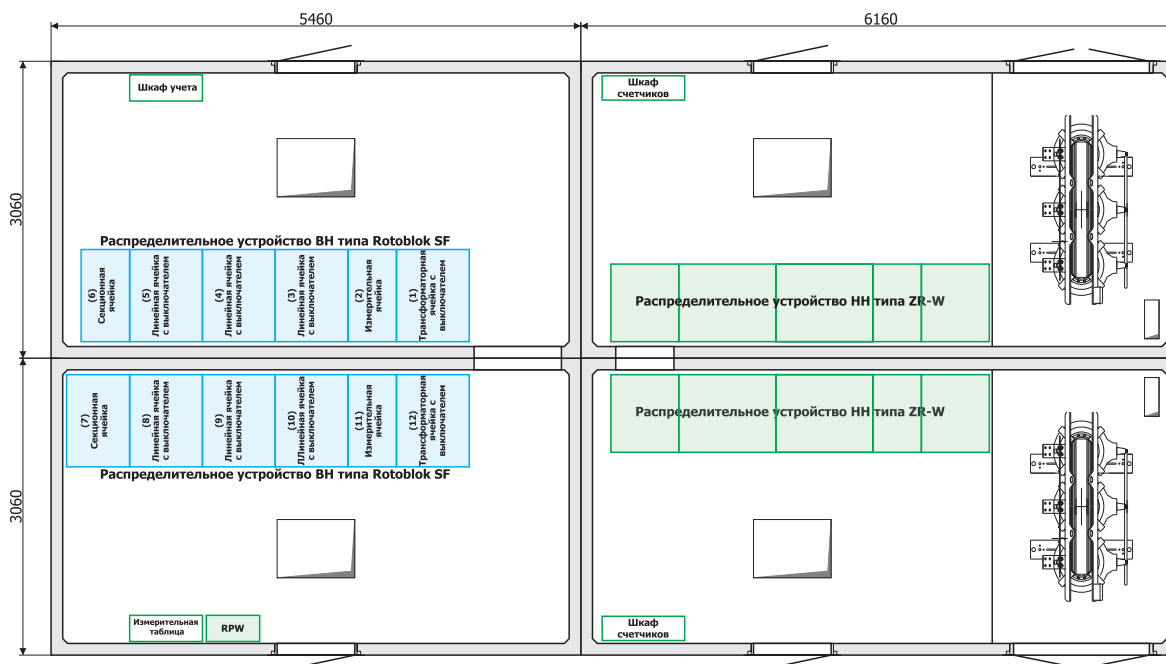 5460
6160
3060
3060
Шкаф учета
Шкаф
счетчиков
Распределительное устройство ВН типа Rotoblok SF
(6)
Секционная
ячейка
(5)
Линейная ячейка
с выключателем
(4)
Линейная ячейка
с выключателем
(3)
Линейная ячейка
с выключателем
(2)
Измерительная
ячейка
(1)
Трансформаторная
ячейка с
выключателем
Распределительное устройство НН типа ZR-W
(7)
Секционная
ячейка
(8)
Линейная ячейка
с выключателем
(9)
Линейная ячейка
с выключателем
(10)
ЛЛинейная ячейка
с выключателем
(11)
Измерительная
ячейка
(12)
Трансформаторная
ячейка с
выключателем
Распределительное устройство НН типа ZR-W
Распределительное устройство ВН типа Rotoblok SF
Измерительная
таблица
RPW
Шкаф
счетчиков